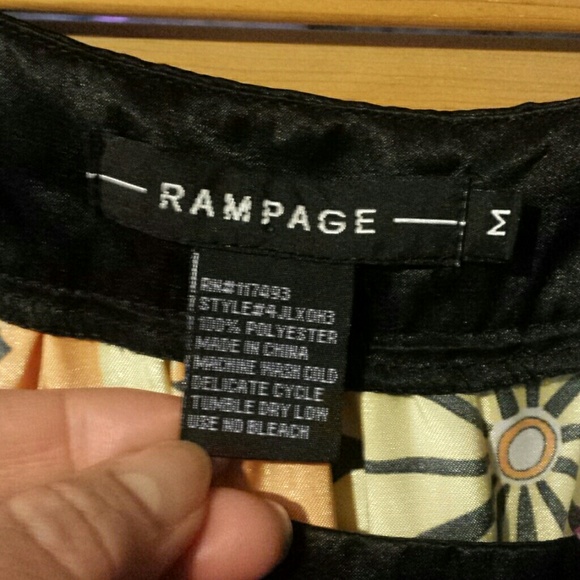 RAMPAGE
M
RN#117493
STYLE#4JLX0H3
100% POLYESTER
MADE IN CHINA
MACHINE WASH COLD
DELICATE CYCLE
TUMBLE DRY LOW
USE NO BLEACH